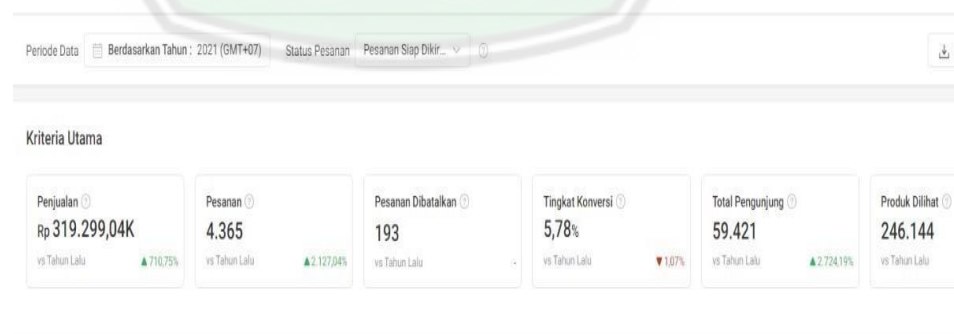 Periode Data Berdasarkan Tahun : 2021 (GMT+07) Status Pesanan Pesanan Siap Dikir...
Kriteria Utama
Penjualan
Rp 319.299,04K
vs Tahun Lalu ▲710,75%
Pesanan
4.365
vs Tahun Lalu ▲2.127,04%
Pesanan Dibatalkan
193
vs Tahun Lalu -
Tingkat Konversi
5,78%
vs Tahun Lalu ▼1,07%
Total Pengunjung
59.421
vs Tahun Lalu ▲2.724,19%
Produk Dilihat
246.144
vs Tahun Lalu